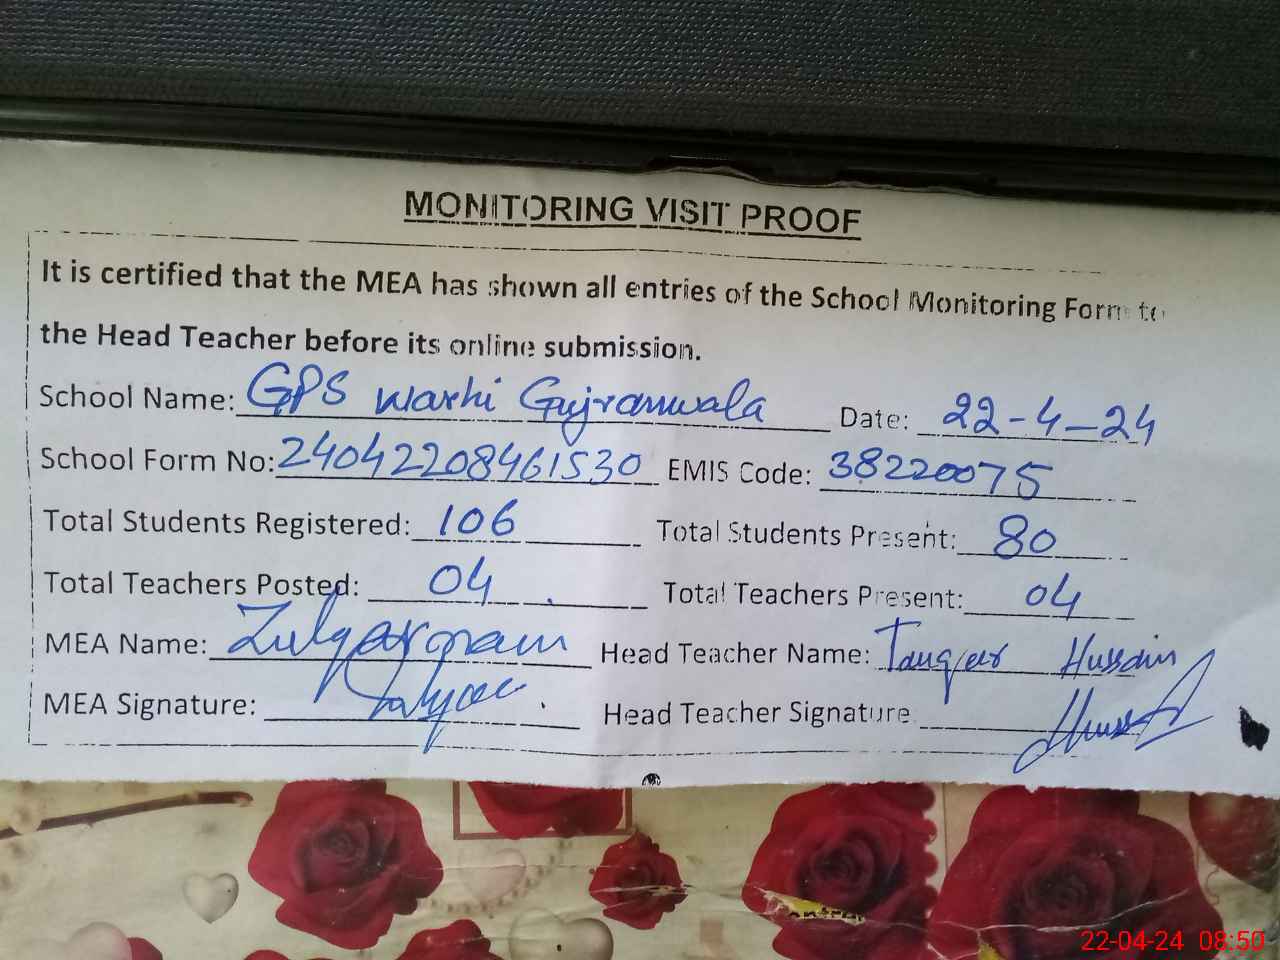 MONITORING VISIT PROOF
It is certified that the MEA has shown all entries of the School Monitoring Form to
the Head Teacher before its online submission.
School Name: GPS Warhi Gujranwala Date: 22-4-24
School Form No: 24042208461530 EMIS Code: 38220075
Total Students Registered: 106 Total Students Present: 80
Total Teachers Posted: 04 Total Teachers Present: 04
MEA Name: Zulqarnain Head Teacher Name: Tauqeer Hussain
MEA Signature: Head Teacher Signature
22-04-24 08:50